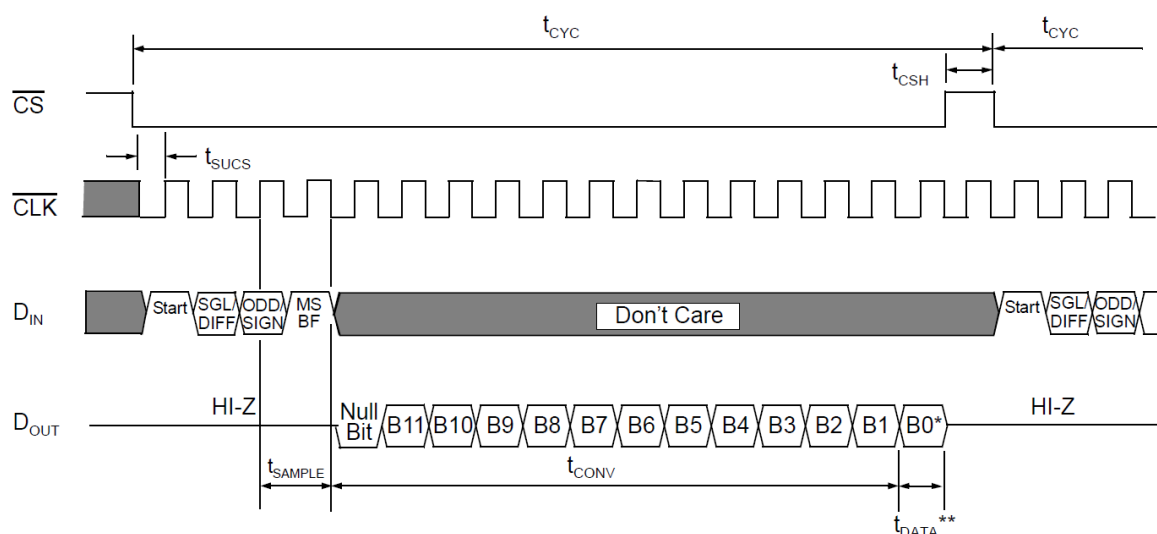 tCYC tCYC
tCSH
CS
tSUCS
CLK
DIN
Start SGL/DIFF ODD/SIGN MSBF Don't Care Start SGL/DIFF ODD/SIGN
HI-Z HI-Z
DOUT
Null Bit B11 B10 B9 B8 B7 B6 B5 B4 B3 B2 B1 B0*
tSAMPLE tCONV
tDATA**